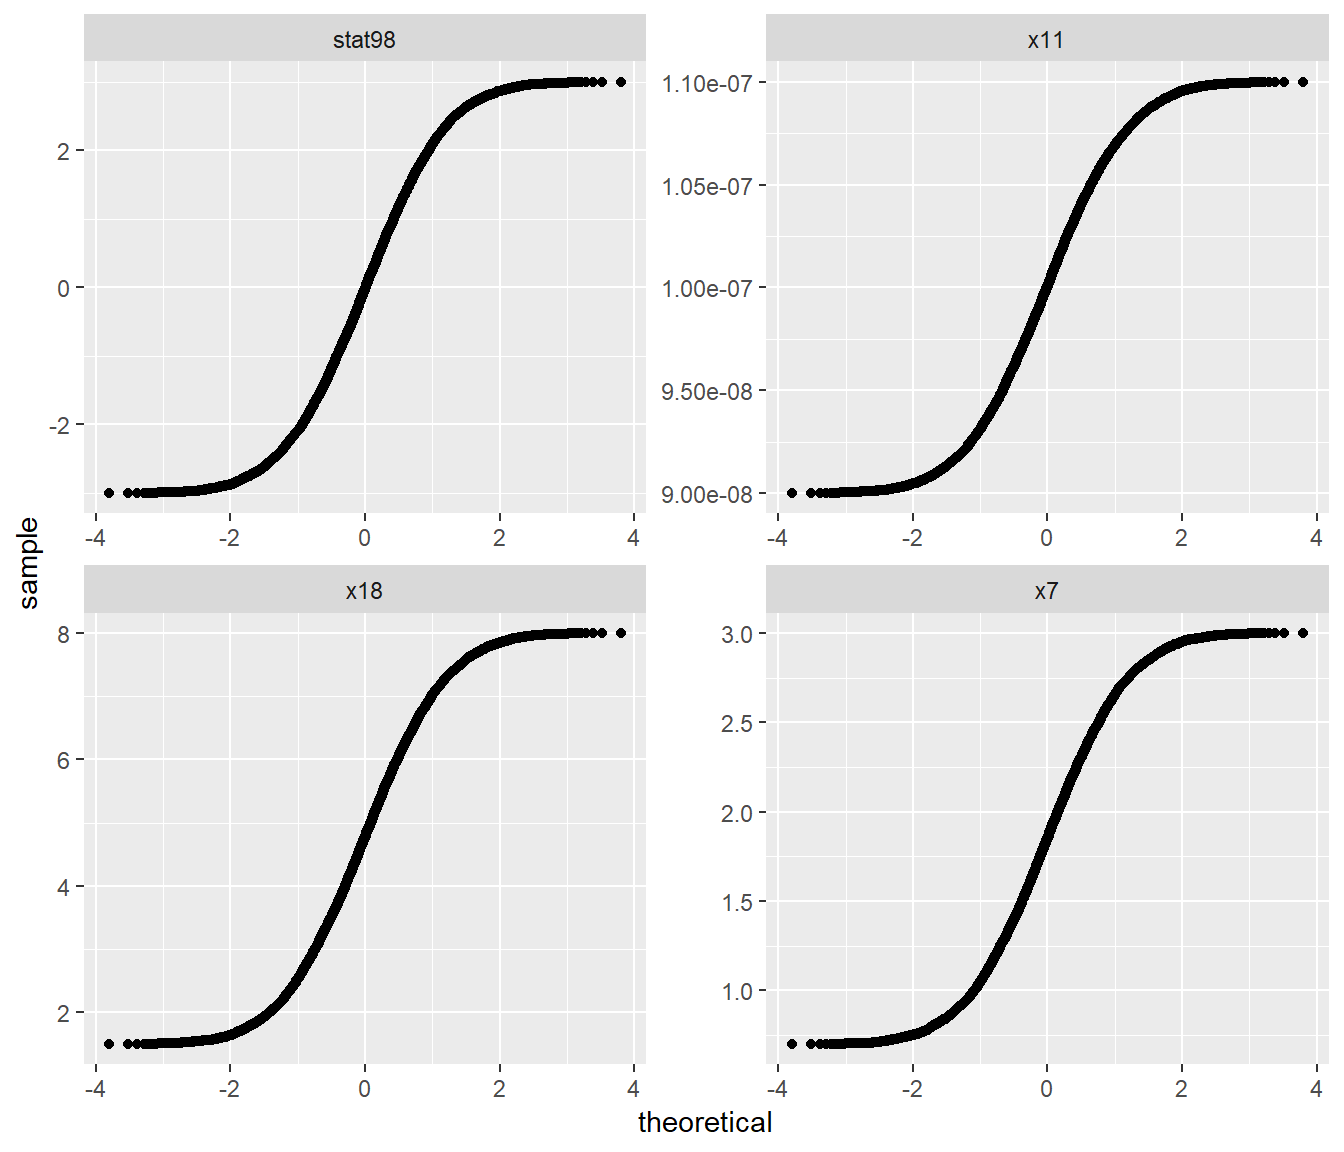 stat98
x11
2
0
-2
1.10e-07
1.05e-07
1.00e-07
9.50e-08
9.00e-08
-4 -2 0 2 4
-4 -2 0 2 4
x18
x7
8
6
4
2
3.0
2.5
2.0
1.5
1.0
-4 -2 0 2 4
-4 -2 0 2 4
sample
theoretical